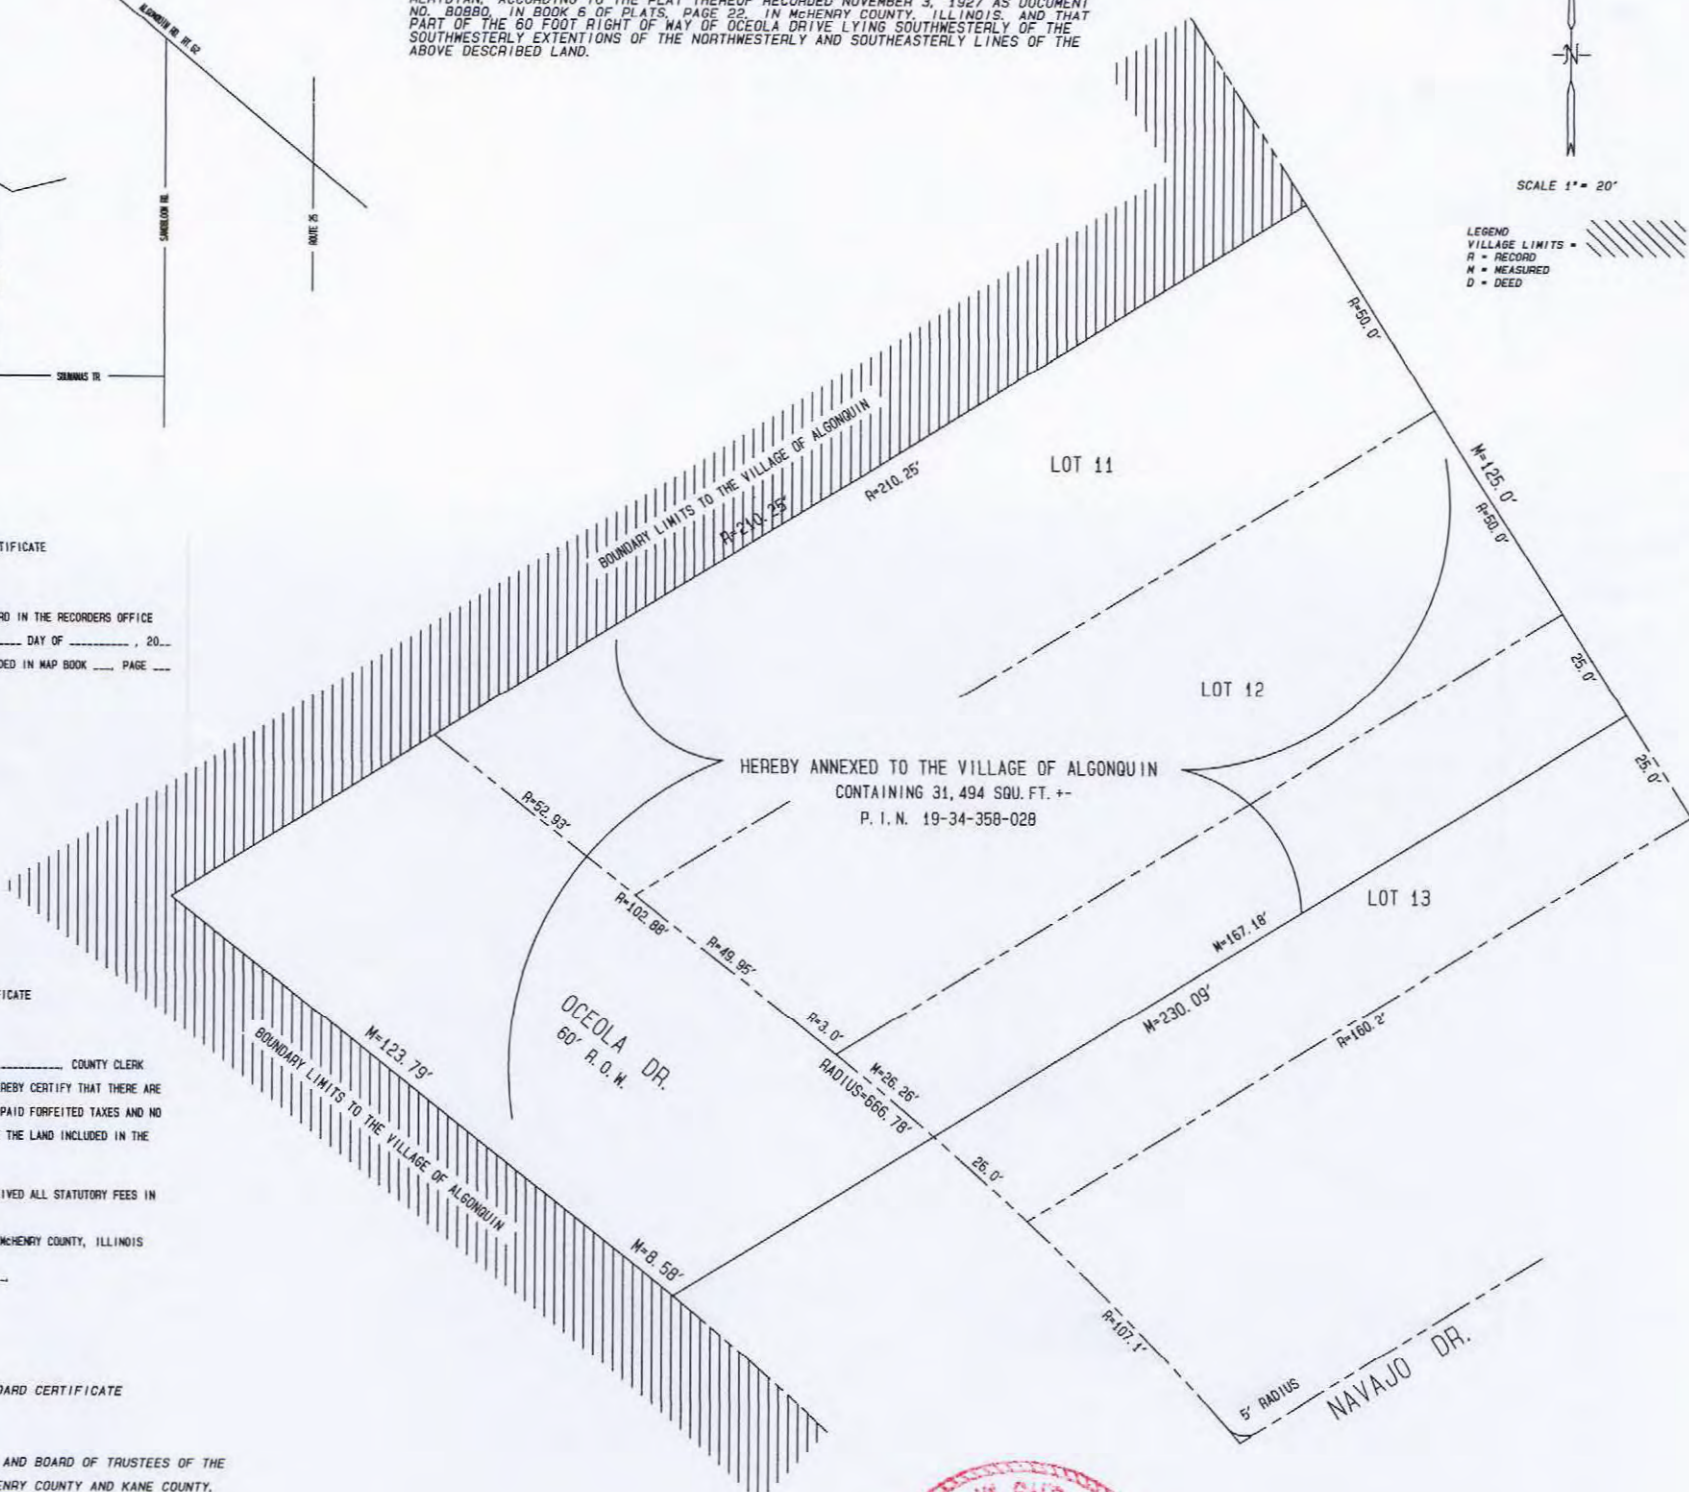 MERIDIAN, ACCORDING TO THE PLAT THEREOF RECORDED NOVEMBER 3, 1927 AS DOCUMENT
NO. 80880, IN BOOK 6 OF PLATS, PAGE 22, IN McHENRY COUNTY, ILLINOIS. AND THAT
PART OF THE 60 FOOT RIGHT OF WAY OF OCEOLA DRIVE LYING SOUTHWESTERLY OF THE
SOUTHWESTERLY EXTENTIONS OF THE NORTHWESTERLY AND SOUTHEASTERLY LINES OF THE
ABOVE DESCRIBED LAND.
ALGONQUIN RD. RT. 62
SANDBLOOM RD.
ROUTE 25
TR
N
SCALE 1"= 20'
LEGEND
VILLAGE LIMITS =
R = RECORD
M = MEASURED
D = DEED
R=50.0'
BOUNDARY LIMITS TO THE VILLAGE OF ALGONQUIN
R=210.25'
R=210.25'
LOT 11
M=125.0'
R=50.0'
TIFICATE
RD IN THE RECORDERS OFFICE
DAY OF , 20
DED IN MAP BOOK PAGE
25.0'
LOT 12
HEREBY ANNEXED TO THE VILLAGE OF ALGONQUIN
CONTAINING 31,494 SQU.FT.+-
P.I.N. 19-34-358-028
25.0'
R=52.93'
R=102.88'
R=49.95'
LOT 13
M=167.18'
M=230.09'
R=160.2'
R=3.0'
M=26.26'
RADIUS=666.78'
OCEOLA DR.
60' R.O.W.
M=123.79'
BOUNDARY LIMITS TO THE VILLAGE OF ALGONQUIN
FICATE
, COUNTY CLERK
REBY CERTIFY THAT THERE ARE
PAID FORFEITED TAXES AND NO
THE LAND INCLUDED IN THE
IVED ALL STATUTORY FEES IN
McHENRY COUNTY, ILLINOIS
26.0'
M=8.58'
R=107.1'
5' RADIUS
NAVAJO DR.
OARD CERTIFICATE
AND BOARD OF TRUSTEES OF THE
ENRY COUNTY AND KANE COUNTY,